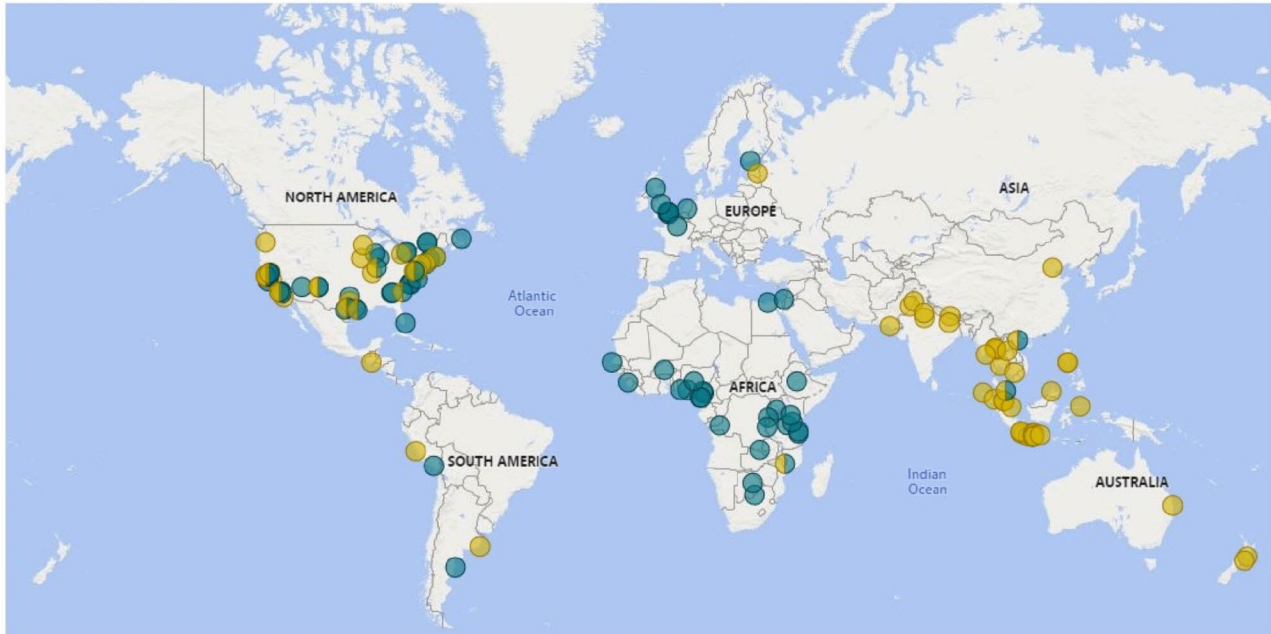 ASIA
NORTH AMERICA
EUROPE
Atlantic
Ocean
AFRICA
SOUTH AMERICA
Indian
Ocean
AUSTRALIA